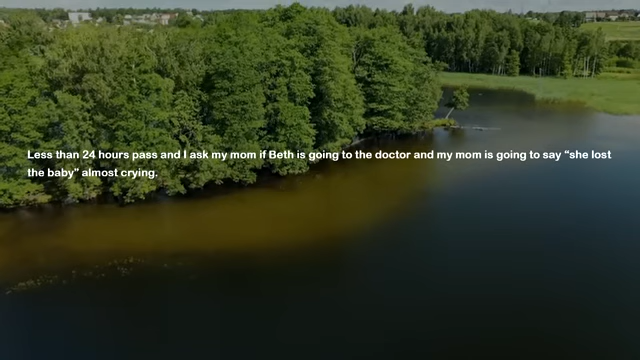 Less than 24 hours pass and I ask my mom if Beth is going to the doctor and my mom is going to say “she lost
the baby” almost crying.